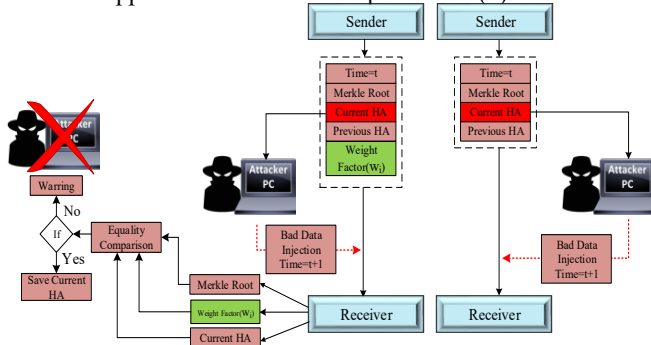 Sender
Sender
Time=t
Merkle Root
Current HA
Previous HA
Weight
Factor(Wi)
Time=t
Merkle Root
Current HA
Previous HA
Attacker
PC
Attacker
PC
Attacker
PC
Warring
No
If
Yes
Save Current
HA
Equality
Comparison
Bad Data
Injection
Time=t+1
Bad Data
Injection
Time=t+1
Merkle Root
Weight Factor(Wi)
Current HA
Receiver
Receiver